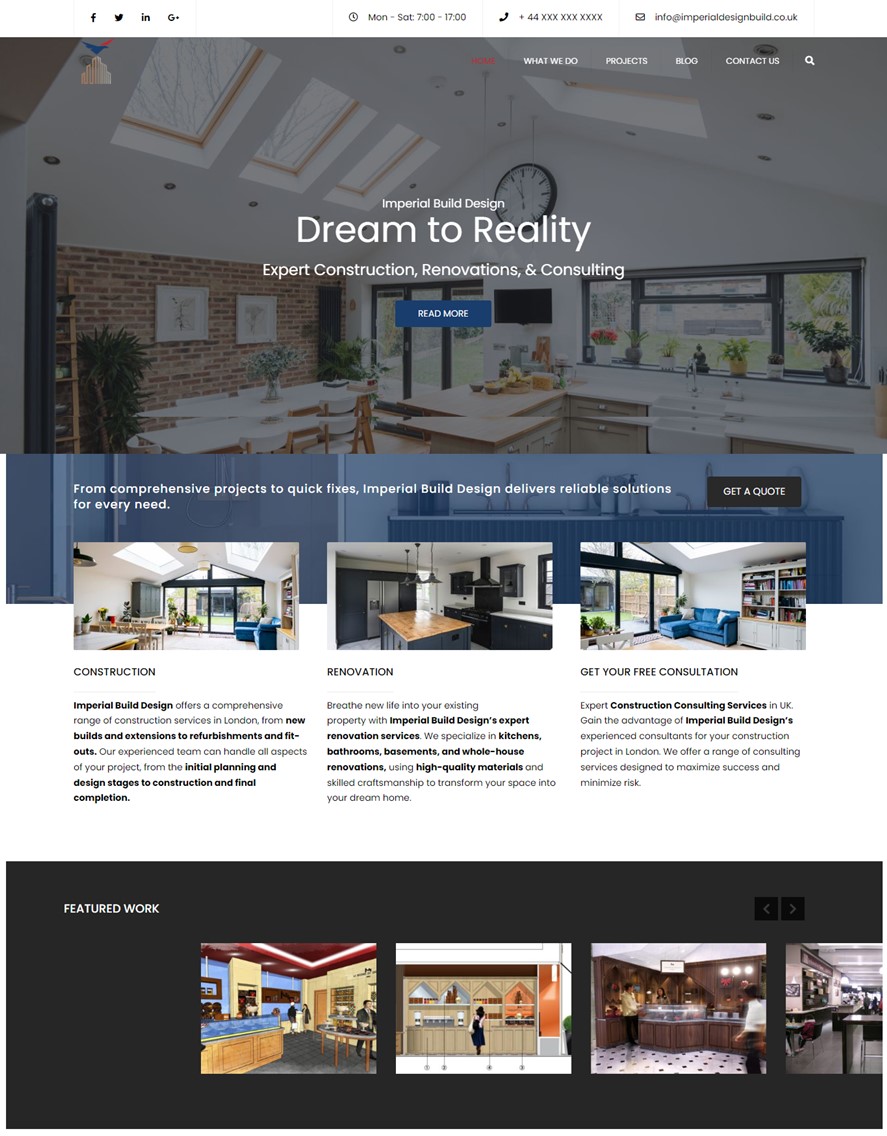 Mon - Sat: 7:00 - 17:00
+ 44 XXX XXX XXXX
info@imperialdesignbuild.co.uk
HOME
WHAT WE DO
PROJECTS
BLOG
CONTACT US
Imperial Build Design
Dream to Reality
Expert Construction, Renovations, & Consulting
READ MORE
From comprehensive projects to quick fixes, Imperial Build Design delivers reliable solutions
for every need.
GET A QUOTE
CONSTRUCTION
Imperial Build Design offers a comprehensive
range of construction services in London, from new
builds and extensions to refurbishments and fit-
outs. Our experienced team can handle all aspects
of your project, from the initial planning and
design stages to construction and final
completion.
RENOVATION
Breathe new life into your existing
property with Imperial Build Design's expert
renovation services. We specialize in kitchens,
bathrooms, basements, and whole-house
renovations, using high-quality materials and
skilled craftsmanship to transform your space into
your dream home.
GET YOUR FREE CONSULTATION
Expert Construction Consulting Services in UK.
Gain the advantage of Imperial Build Design's
experienced consultants for your construction
project in London. We offer a range of consulting
services designed to maximize success and
minimize risk.
FEATURED WORK